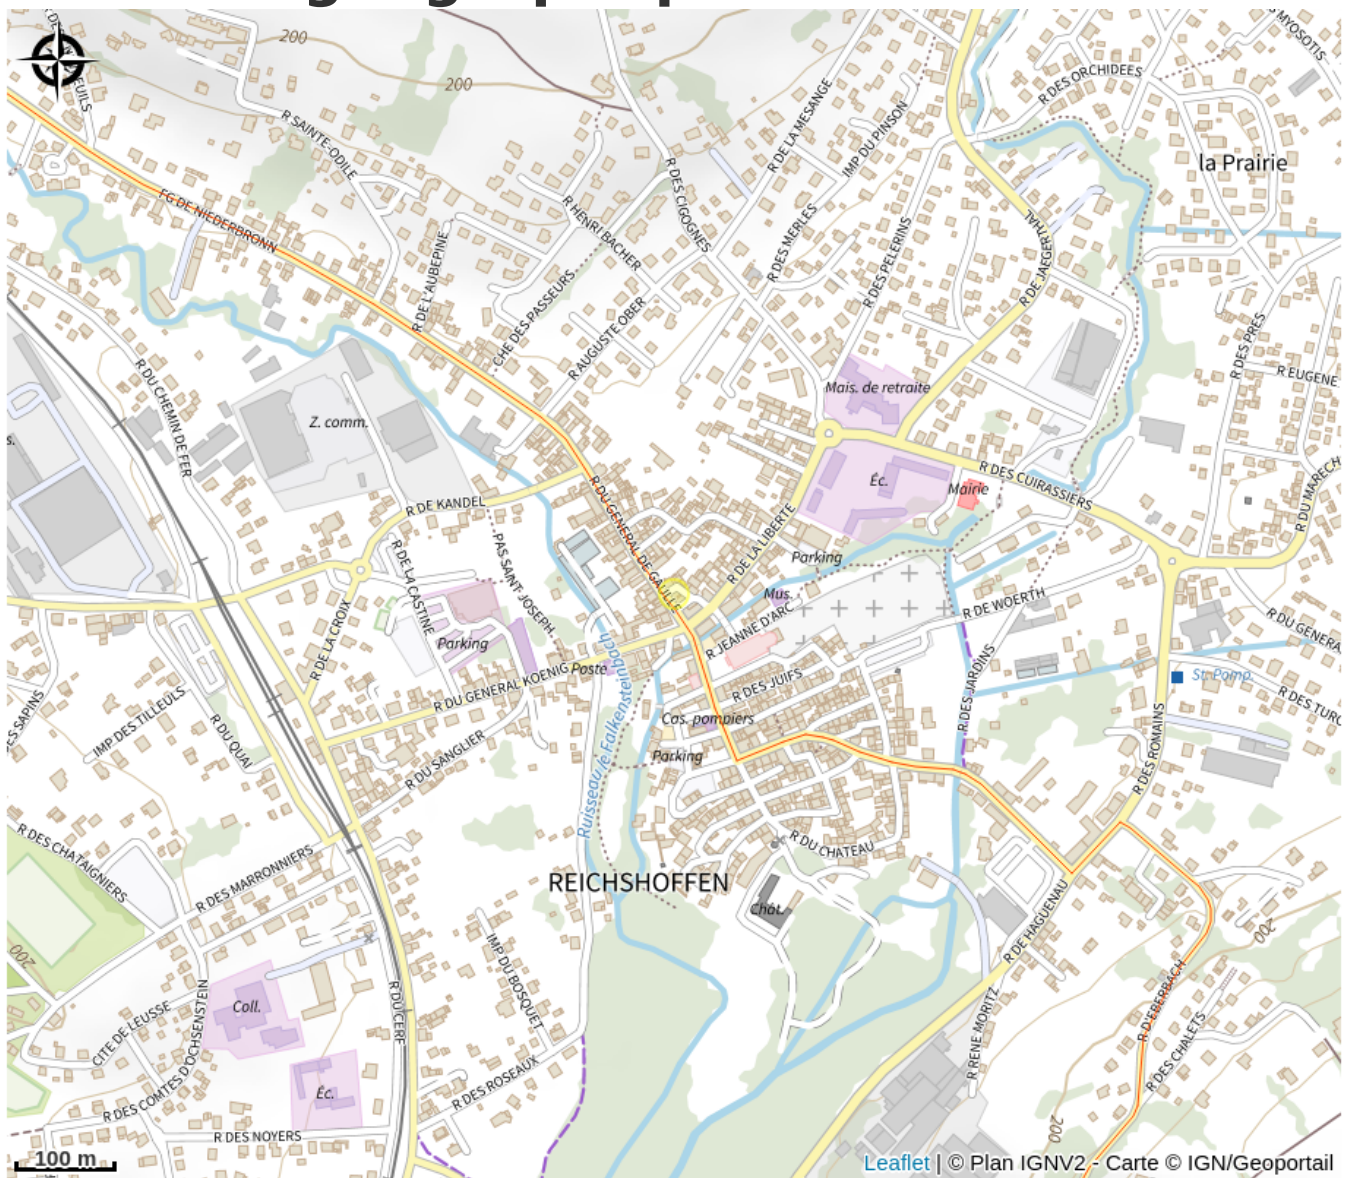 200
200
R SAINTE-ODILE
R DES CIGOGNES
R DE LA MESANGE
IMP DU PINSON
R DES ORCHIDEES
MYOSOTIS
la Prairie
FG DE NIEDERBRONN
R HENRI BACHER
R DES MERLES
R DES PELERINS
R DE JAEGERTHAL
R DE L'AUBEPINE
CHE DES PASSEURS
R AUGUSTE OBER
R DES PRES
R EUGENE
R DU CHEMIN DE FER
Mais. de retraite
Z. comm.
s.
R DE KANDEL
R DU GENERAL DE GAULLE
Éc.
Mairie
R DES CUIRASSIERS
R DU MARECH
R DE LA LIBERTE
Parking
PAS SAINT-JOSEPH
R DE LA CASTINE
R DE LA CROIX
Parking
Mus.
R JEANNE D'ARC
R DE WOERTH
R DU GENERA
R DES JARDINS
St. Pomp.
R DES TURC
Poste
R DU GENERAL KOENIG
R DES JUIFS
Cas. pompiers
Parking
Ruisseau le Falkensteinbach
ES SAPINS
IMP DES TILLEULS
R DU QUAI
R DU SANGLIER
R DES ROMAINS
R DES CHATAIGNIERS
R DES MARRONNIERS
R DU CHATEAU
REICHSHOFFEN
Chât.
R DE HAGUENAU
200
200
IMP DU BOSQUET
R D'EBERBACH
R DES CHALETS
R RENE MORITZ
Coll.
CITE DE LEUSSE
R DES COMTES D'OCHSENSTEIN
R DU CERF
R DES ROSEAUX
Éc.
R DES NOYERS
200
100 m
Leaflet | © Plan IGNV2 - Carte © IGN/Geoportail